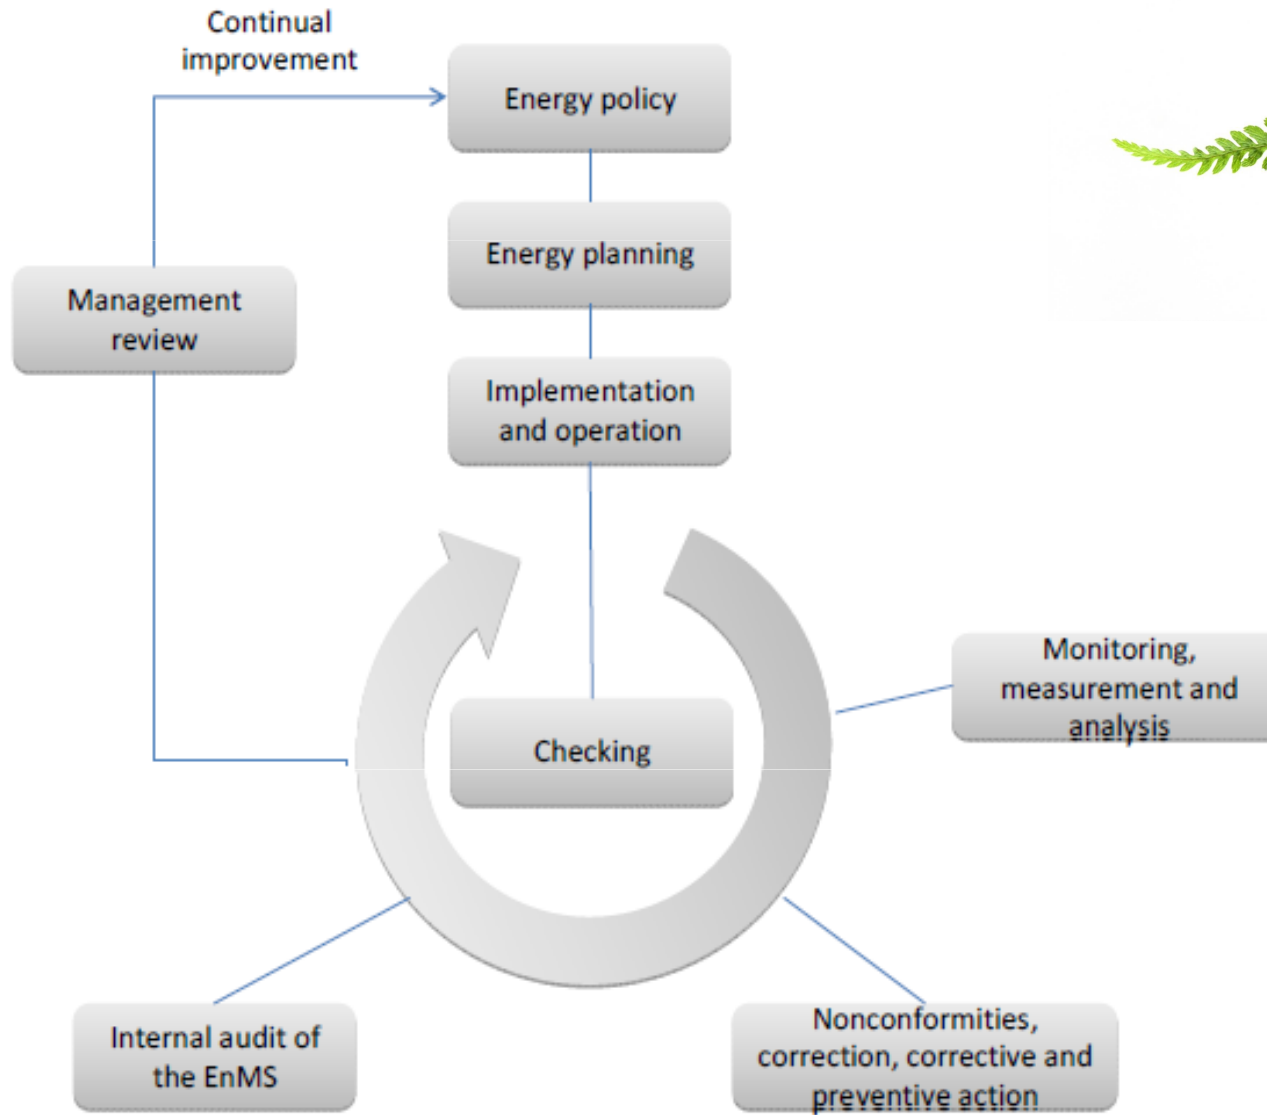 Continual
improvement
Energy policy
Energy planning
Management
review
Implementation
and operation
Monitoring,
measurement and
analysis
Checking
Internal audit of
the EnMS
Nonconformities,
correction, corrective and
preventive action